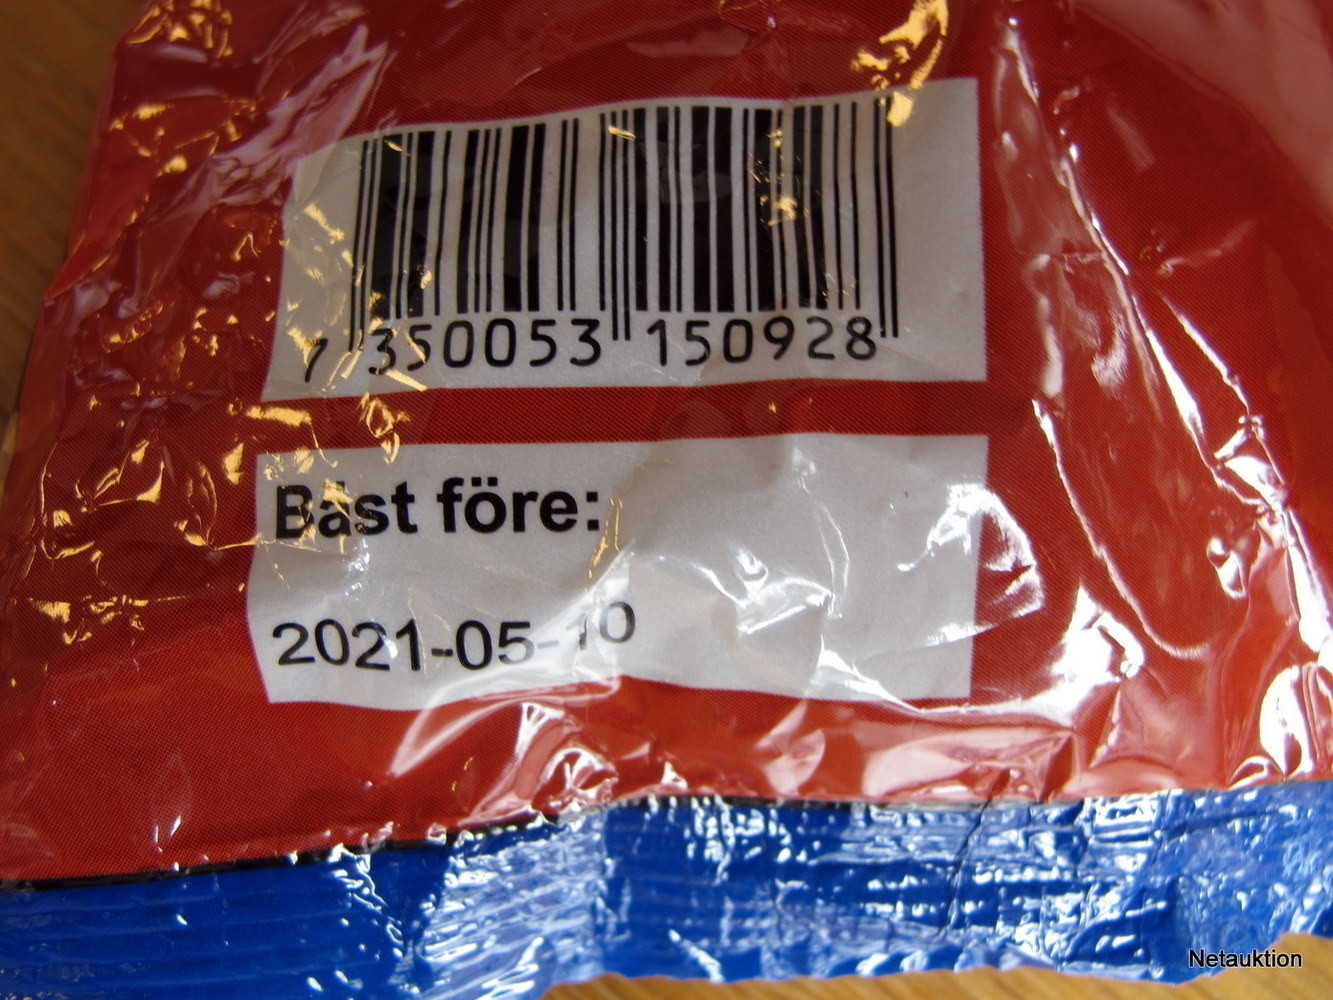 7 350053 150928
Bäst före:
2021-05-10
Netauktion